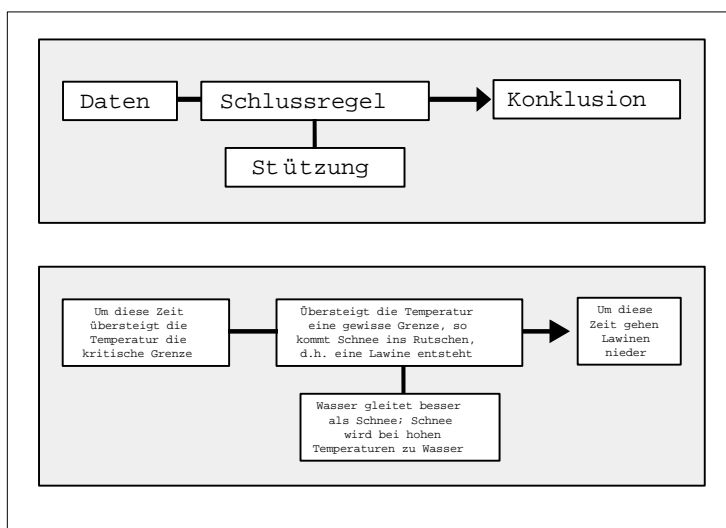 Daten
Schlussregel
Konklusion
Stützung
Um diese Zeit
übersteigt die
Temperatur die
kritische Grenze
Übersteigt die Temperatur
eine gewisse Grenze, so
kommt Schnee ins Rutschen,
d.h. eine Lawine entsteht
Um diese
Zeit gehen
Lawinen
nieder
Wasser gleitet besser
als Schnee; Schnee
wird bei hohen
Temperaturen zu Wasser